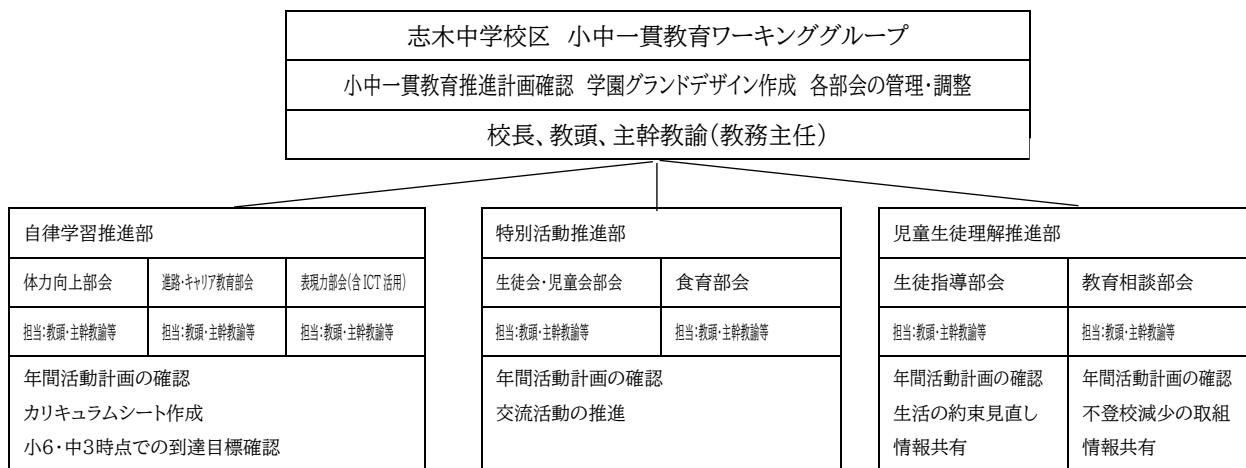 志木中学校区 小中一貫教育ワーキンググループ
小中一貫教育推進計画確認 学園グランドデザイン作成 各部会の管理・調整
校長、教頭、主幹教諭(教務主任)
自律学習推進部
体力向上部会
進路・キャリア教育部会
表現力部会(含ICT活用)
担当:教頭・主幹教諭等
担当:教頭・主幹教諭等
担当:教頭・主幹教諭等
年間活動計画の確認
カリキュラムシート作成
小6・中3時点での到達目標確認
特別活動推進部
生徒会・児童会部会
食育部会
担当:教頭・主幹教諭等
担当:教頭・主幹教諭等
年間活動計画の確認
交流活動の推進
児童生徒理解推進部
生徒指導部会
教育相談部会
担当:教頭・主幹教諭等
担当:教頭・主幹教諭等
年間活動計画の確認
生活の約束見直し
情報共有
年間活動計画の確認
不登校減少の取組
情報共有